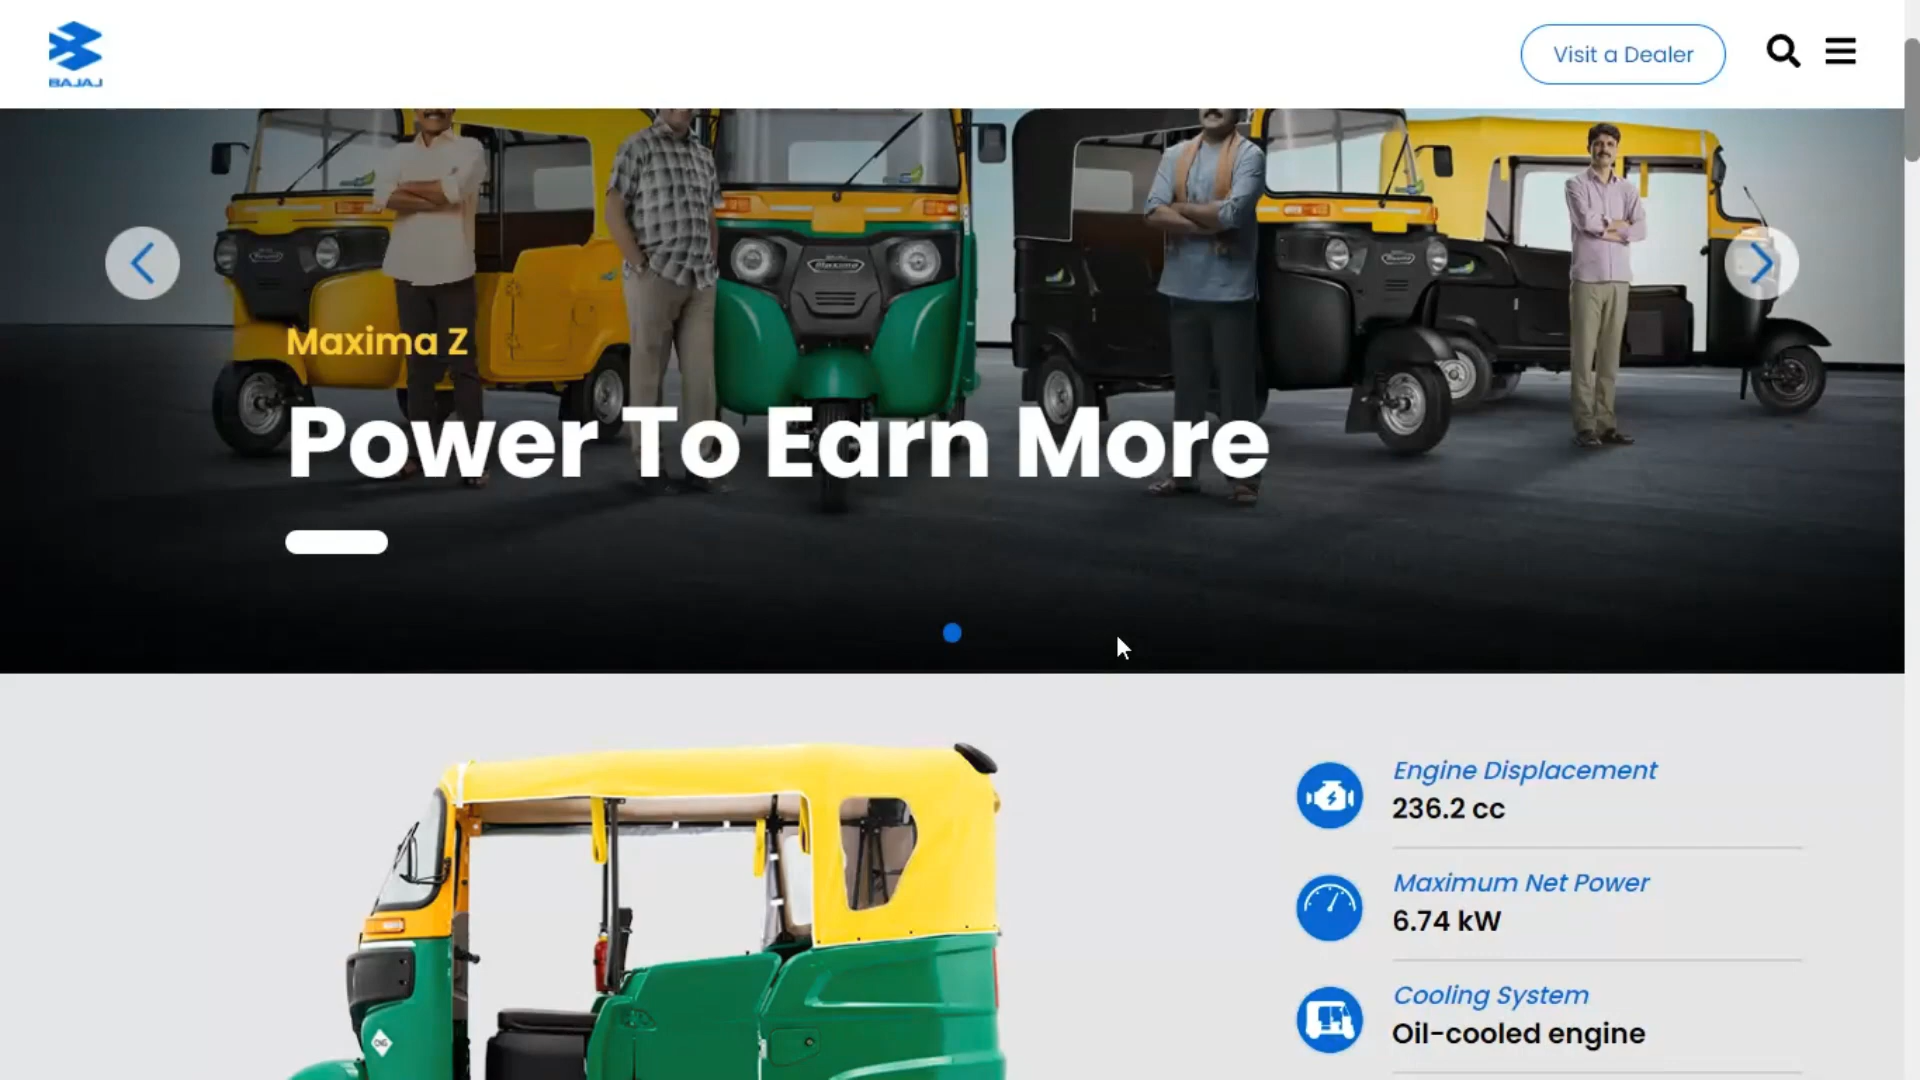 BAJAJ
Visit a Dealer
Maxima Z
Power To Earn More
Engine Displacement
236.2 cc
Maximum Net Power
6.74 kW
Cooling System
Oil-cooled engine
CNG